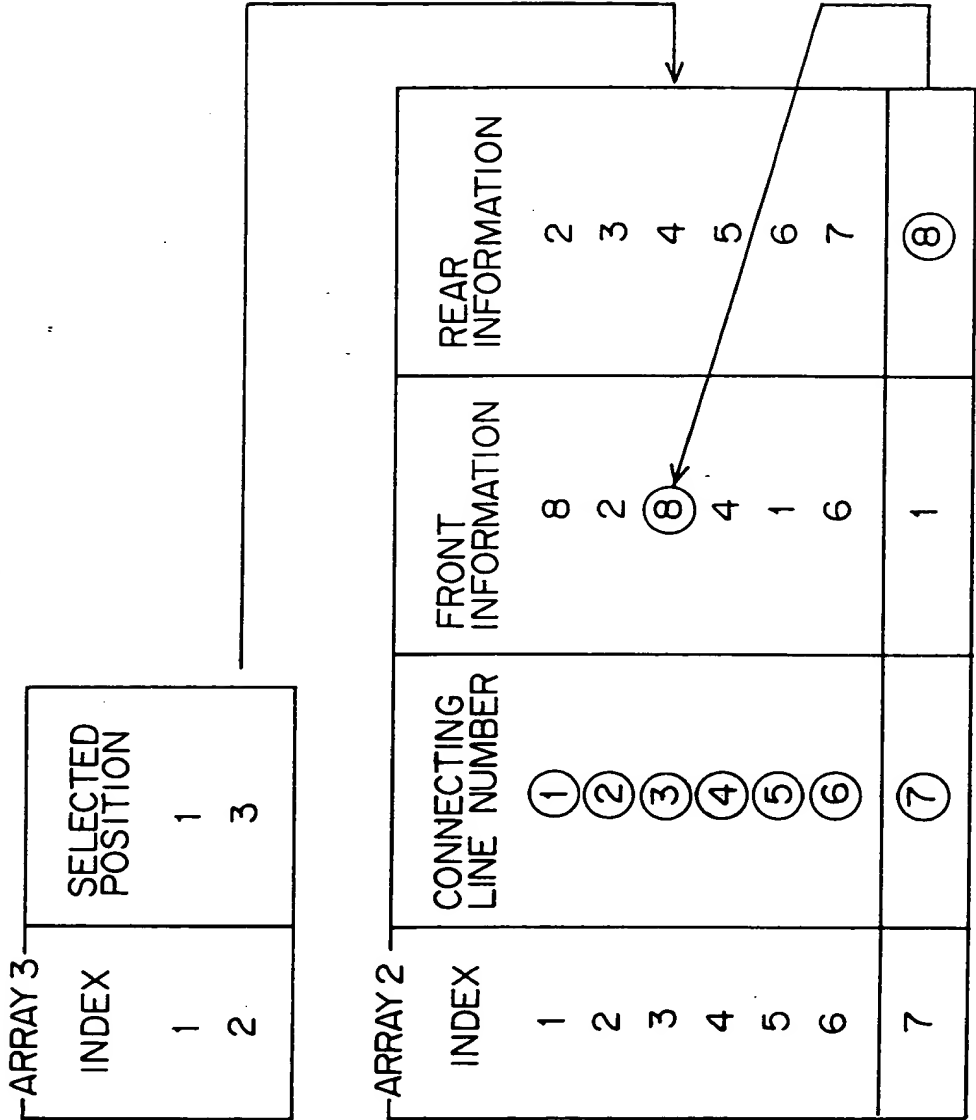 ARRAY 3
INDEX SELECTED POSITION
1 1
2 3
ARRAY 2
INDEX CONNECTING LINE NUMBER FRONT INFORMATION REAR INFORMATION
1 ① 8 2
2 ② 2 3
3 ③ ⑧ 4
4 ④ 4 5
5 ⑤ 1 6
6 ⑥ 6 7
7 ⑦ 1 ⑧